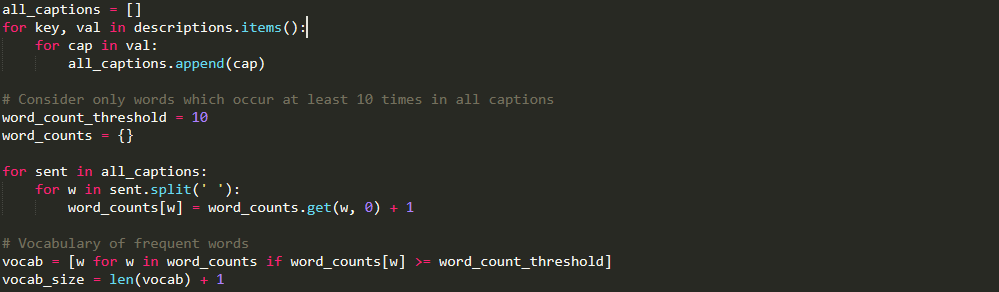 all_captions = []
for key, val in descriptions.items():
    for cap in val:
        all_captions.append(cap)

# Consider only words which occur at least 10 times in all captions
word_count_threshold = 10
word_counts = {}

for sent in all_captions:
    for w in sent.split(' '):
        word_counts[w] = word_counts.get(w, 0) + 1

# Vocabulary of frequent words
vocab = [w for w in word_counts if word_counts[w] >= word_count_threshold]
vocab_size = len(vocab) + 1